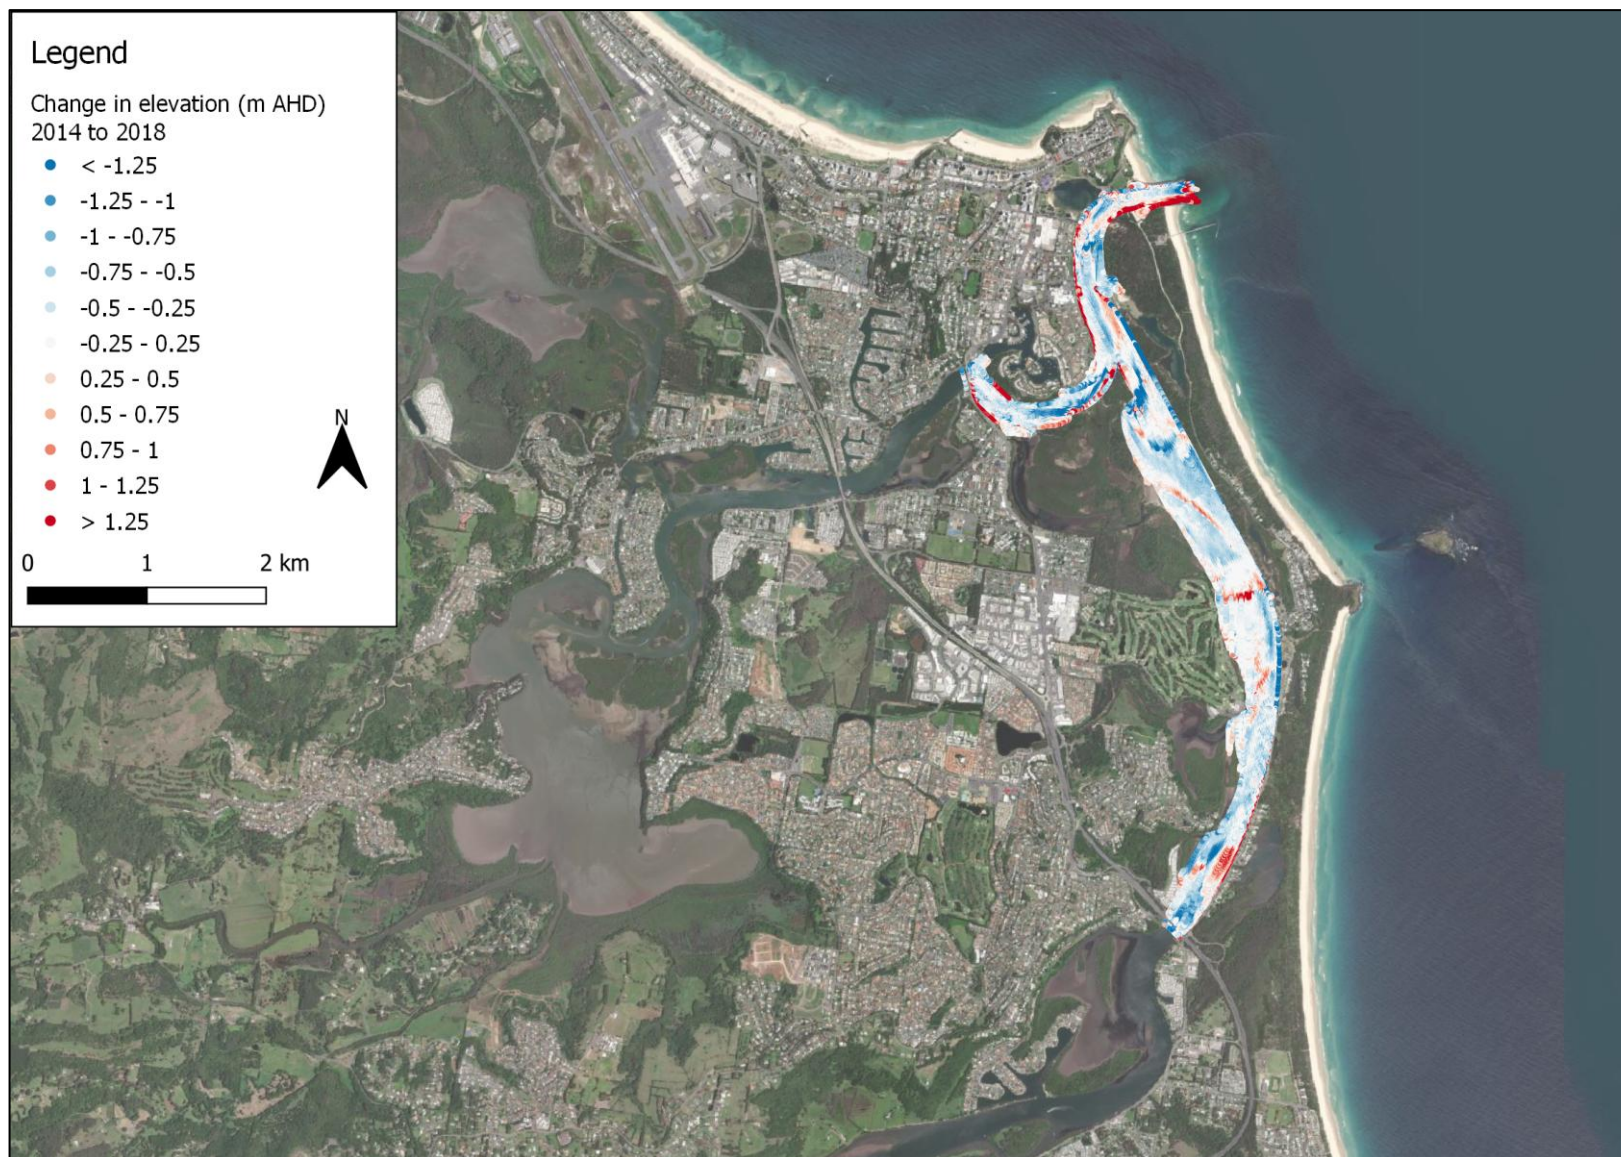 Legend
Change in elevation (m AHD)
2014 to 2018
< -1.25
-1.25 - -1
-1 - -0.75
-0.75 - -0.5
-0.5 - -0.25
-0.25 - 0.25
0.25 - 0.5
0.5 - 0.75
0.75 - 1
1 - 1.25
> 1.25
N
0 1 2 km